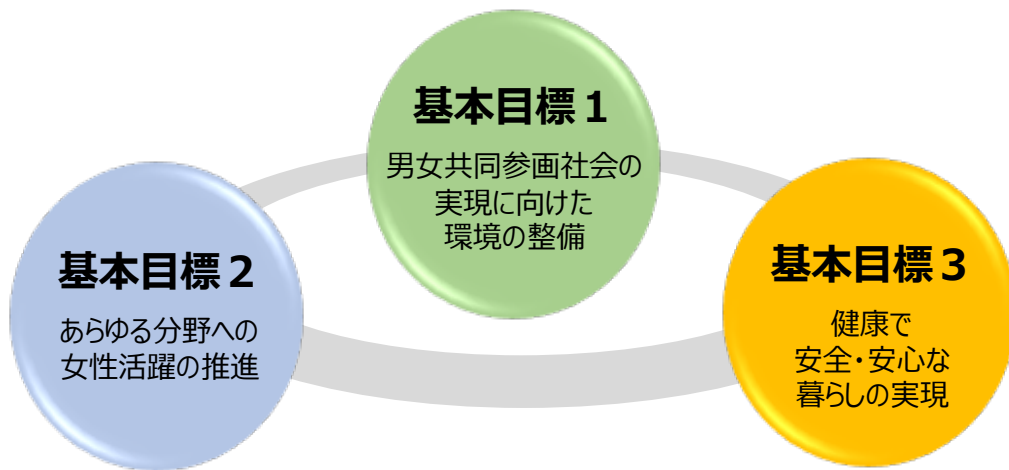 基本目標１
男女共同参画社会の
実現に向けた
環境の整備
基本目標２
あらゆる分野への
女性活躍の推進
基本目標３
健康で
安全・安心な
暮らしの実現